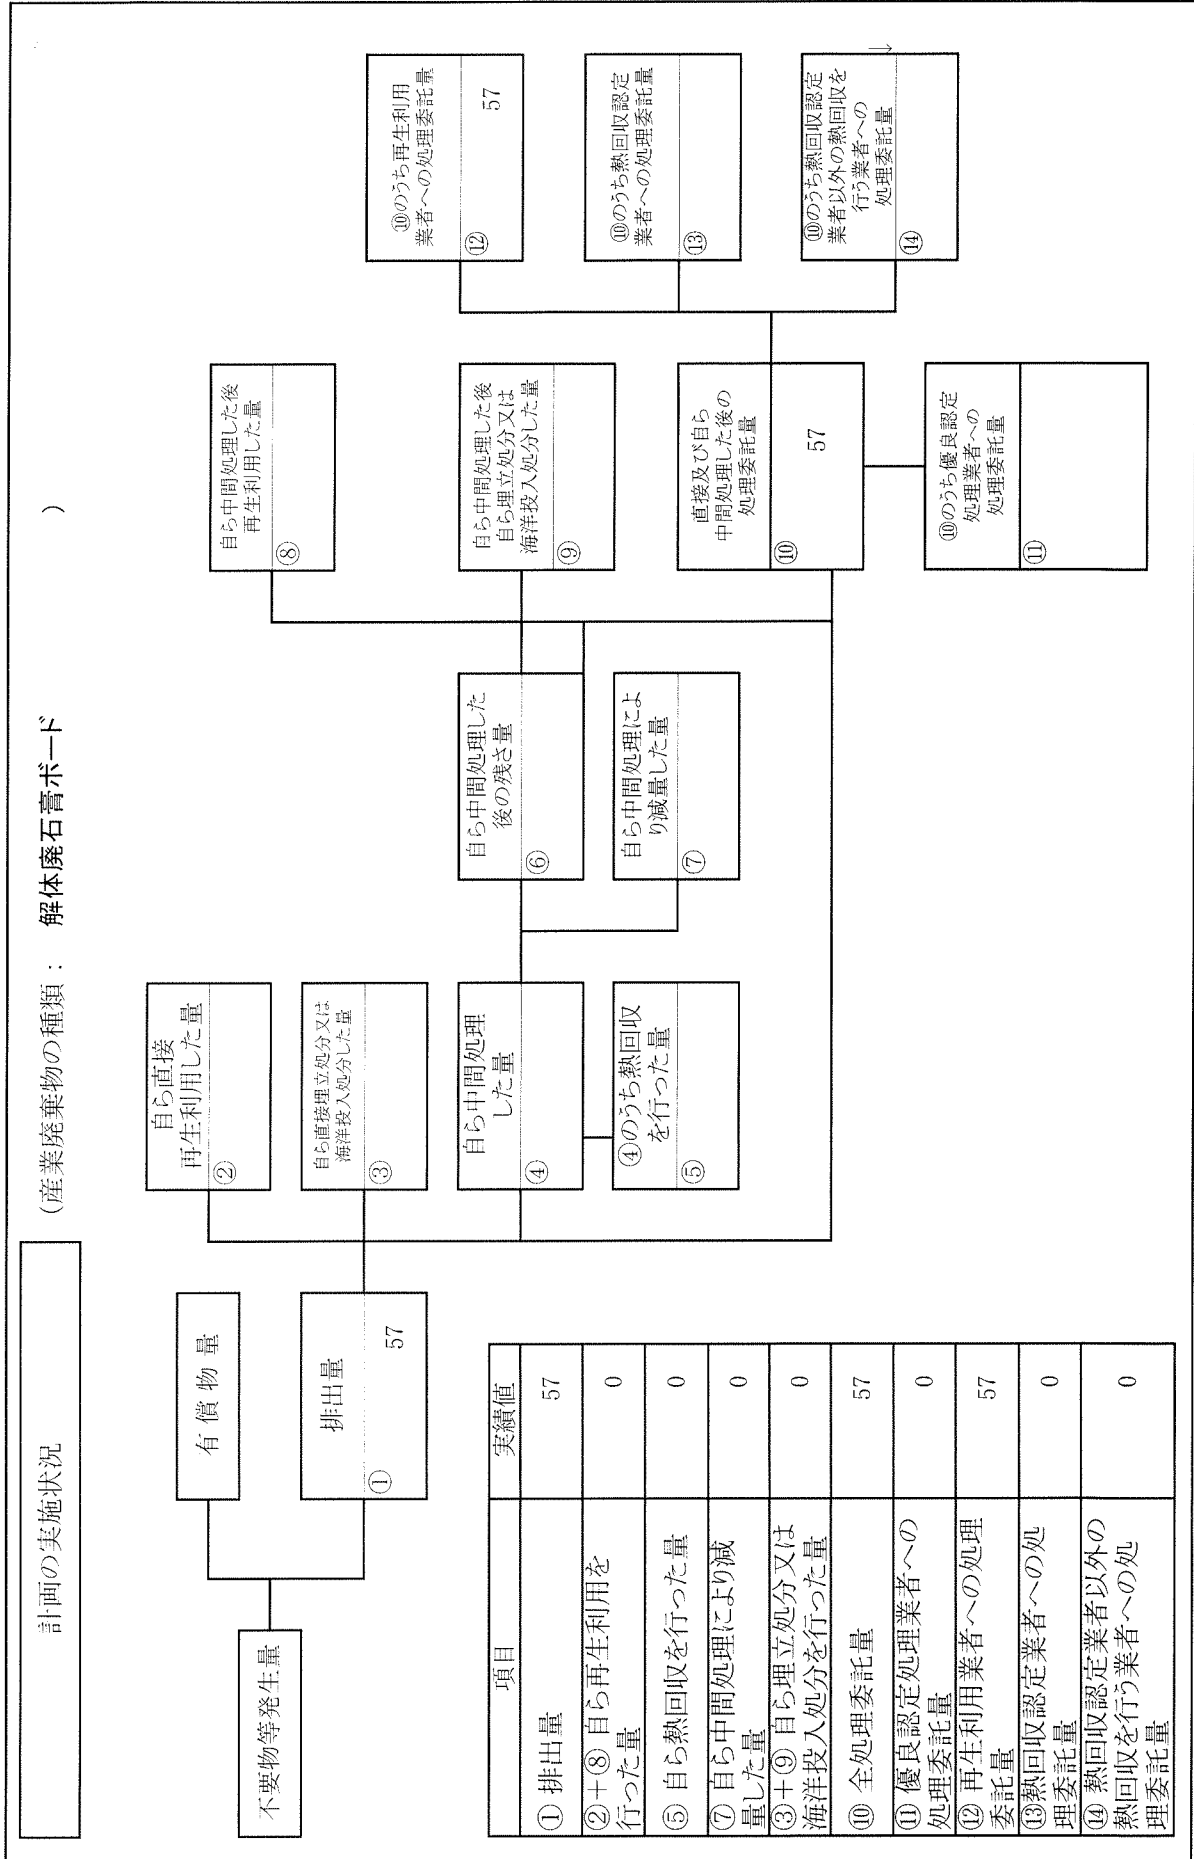 計画の実施状況
(産業廃棄物の種類： 解体廃石膏ボード )
不要物等発生量
有 償 物 量
排出量
①
57
自ら直接
再生利用した量
②
自ら直接埋立処分又は
海洋投入処分した量
③
自ら中間処理
した量
④
④のうち熱回収
を行った量
⑤
自ら中間処理した
後の残さ量
⑥
自ら中間処理によ
り減量した量
⑦
自ら中間処理した後
再生利用した量
⑧
自ら中間処理した後
自ら埋立処分又は
海洋投入処分した量
⑨
直接及び自ら
中間処理した後の
処理委託量
⑩
57
⑩のうち優良認定
処理業者への
処理委託量
⑪
⑩のうち再生利用
業者への処理委託量
⑫
57
⑩のうち熱回収認定
業者への処理委託量
⑬
⑩のうち熱回収認定
業者以外の熱回収を
行う業者への
処理委託量
⑭
項目 実績値
① 排出量 57
②＋⑧ 自ら再生利用を
行った量 0
⑤ 自ら熱回収を行った量 0
⑦ 自ら中間処理により減
量した量 0
③＋⑨ 自ら埋立処分又は
海洋投入処分を行った量 0
⑩ 全処理委託量 57
⑪ 優良認定処理業者への
処理委託量 0
⑫ 再生利用業者への処理
委託量 57
⑬熱回収認定業者への処
理委託量 0
⑭ 熱回収認定業者以外の
熱回収を行う業者への処
理委託量 0